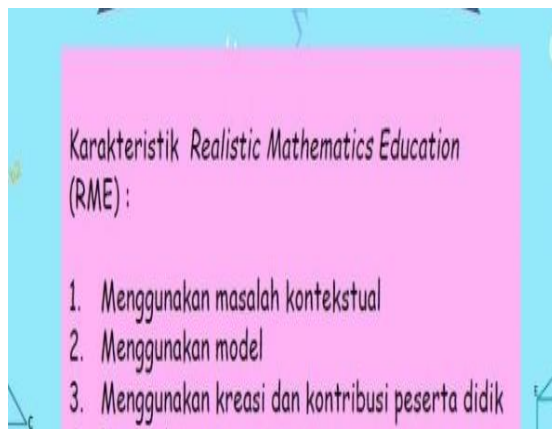 Karakteristik Realistic Mathematics Education
(RME) :
1. Menggunakan masalah kontekstual
2. Menggunakan model
3. Menggunakan kreasi dan kontribusi peserta didik
C
E